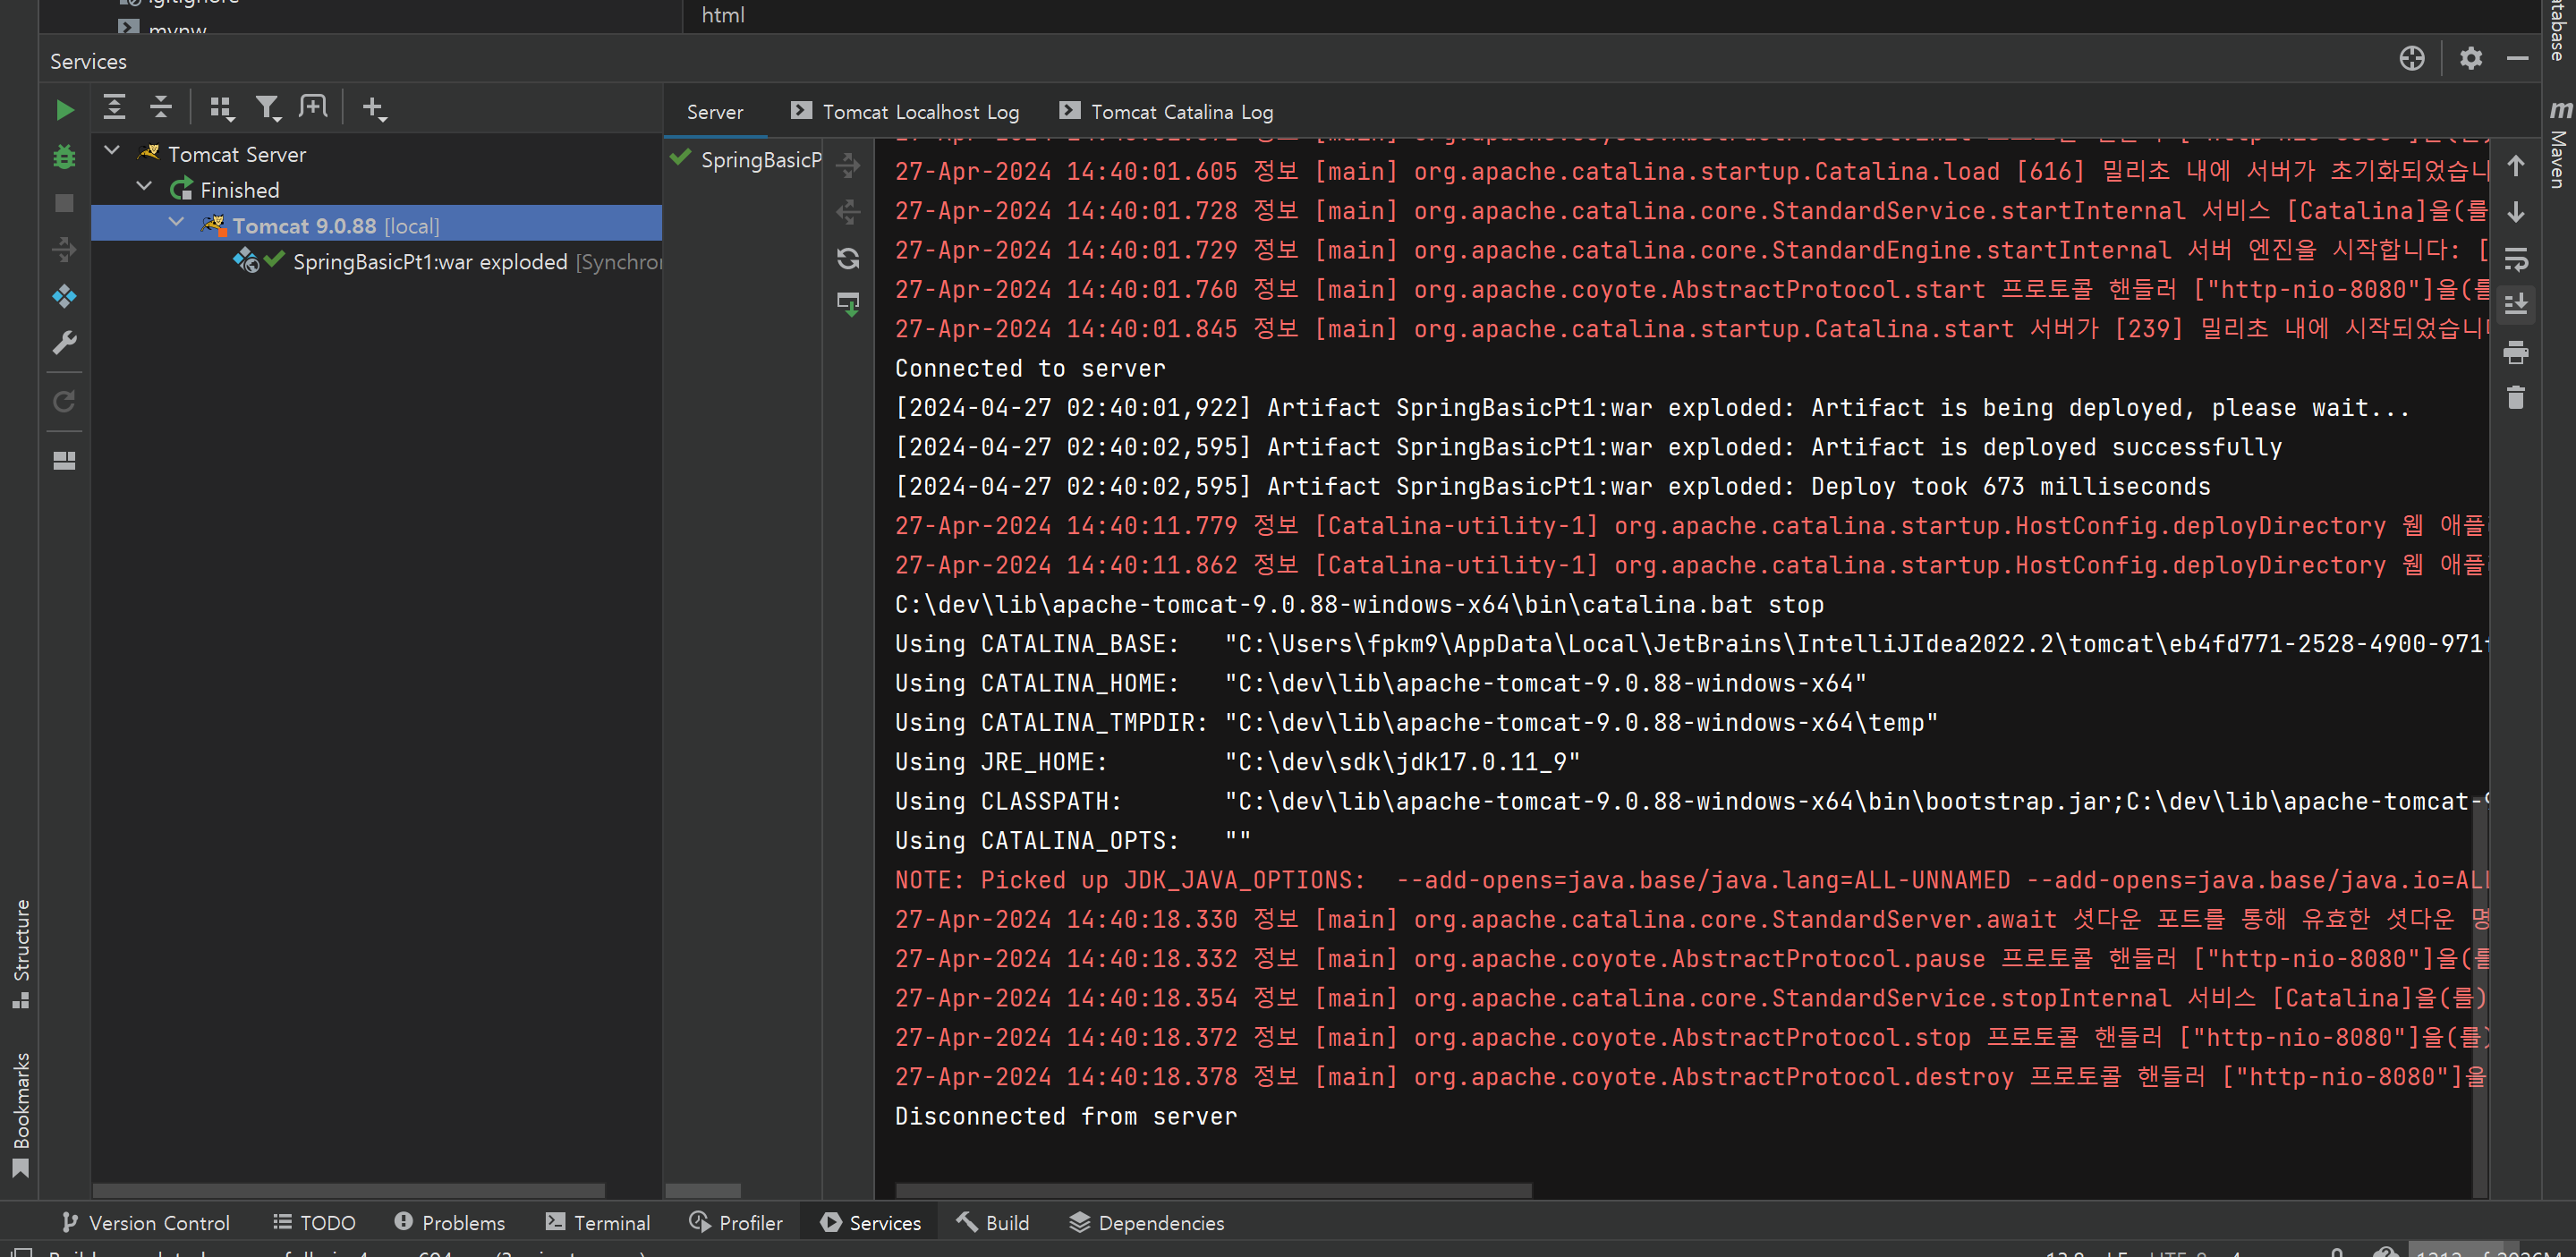 html
mvnw
Services
Server
Tomcat Localhost Log
Tomcat Catalina Log
Tomcat Server
Finished
Tomcat 9.0.88 [local]
SpringBasicPt1:war exploded
SpringBasicP
27-Apr-2024 14:40:01.605 정보 [main] org.apache.catalina.startup.Catalina.load [616] 밀리초 내에 서버가 초기화되었습니
27-Apr-2024 14:40:01.728 정보 [main] org.apache.catalina.core.StandardService.startInternal 서비스 [Catalina]을(를
27-Apr-2024 14:40:01.729 정보 [main] org.apache.catalina.core.StandardEngine.startInternal 서버 엔진을 시작합니다: [
27-Apr-2024 14:40:01.760 정보 [main] org.apache.coyote.AbstractProtocol.start 프로토콜 핸들러 ["http-nio-8080"]을(를
27-Apr-2024 14:40:01.845 정보 [main] org.apache.catalina.startup.Catalina.start 서버가 [239] 밀리초 내에 시작되었습니
Connected to server
[2024-04-27 02:40:01,922] Artifact SpringBasicPt1:war exploded: Artifact is being deployed, please wait...
[2024-04-27 02:40:02,595] Artifact SpringBasicPt1:war exploded: Artifact is deployed successfully
[2024-04-27 02:40:02,595] Artifact SpringBasicPt1:war exploded: Deploy took 673 milliseconds
27-Apr-2024 14:40:11.779 정보 [Catalina-utility-1] org.apache.catalina.startup.HostConfig.deployDirectory 웹 애플
27-Apr-2024 14:40:11.862 정보 [Catalina-utility-1] org.apache.catalina.startup.HostConfig.deployDirectory 웹 애플
C:\dev\lib\apache-tomcat-9.0.88-windows-x64\bin\catalina.bat stop
Using CATALINA_BASE:   "C:\Users\fpkm9\AppData\Local\JetBrains\IntelliJIdea2022.2\tomcat\eb4fd771-2528-4900-971f
Using CATALINA_HOME:   "C:\dev\lib\apache-tomcat-9.0.88-windows-x64"
Using CATALINA_TMPDIR: "C:\dev\lib\apache-tomcat-9.0.88-windows-x64\temp"
Using JRE_HOME:        "C:\dev\sdk\jdk17.0.11_9"
Using CLASSPATH:       "C:\dev\lib\apache-tomcat-9.0.88-windows-x64\bin\bootstrap.jar;C:\dev\lib\apache-tomcat-9
Using CATALINA_OPTS:   ""
NOTE: Picked up JDK_JAVA_OPTIONS:  --add-opens=java.base/java.lang=ALL-UNNAMED --add-opens=java.base/java.io=ALL
27-Apr-2024 14:40:18.330 정보 [main] org.apache.catalina.core.StandardServer.await 셧다운 포트를 통해 유효한 셧다운 명
27-Apr-2024 14:40:18.332 정보 [main] org.apache.coyote.AbstractProtocol.pause 프로토콜 핸들러 ["http-nio-8080"]을(를
27-Apr-2024 14:40:18.354 정보 [main] org.apache.catalina.core.StandardService.stopInternal 서비스 [Catalina]을(를)
27-Apr-2024 14:40:18.372 정보 [main] org.apache.coyote.AbstractProtocol.stop 프로토콜 핸들러 ["http-nio-8080"]을(를)
27-Apr-2024 14:40:18.378 정보 [main] org.apache.coyote.AbstractProtocol.destroy 프로토콜 핸들러 ["http-nio-8080"]을
Disconnected from server
Maven
Structure
Bookmarks
Version Control
TODO
Problems
Terminal
Profiler
Services
Build
Dependencies